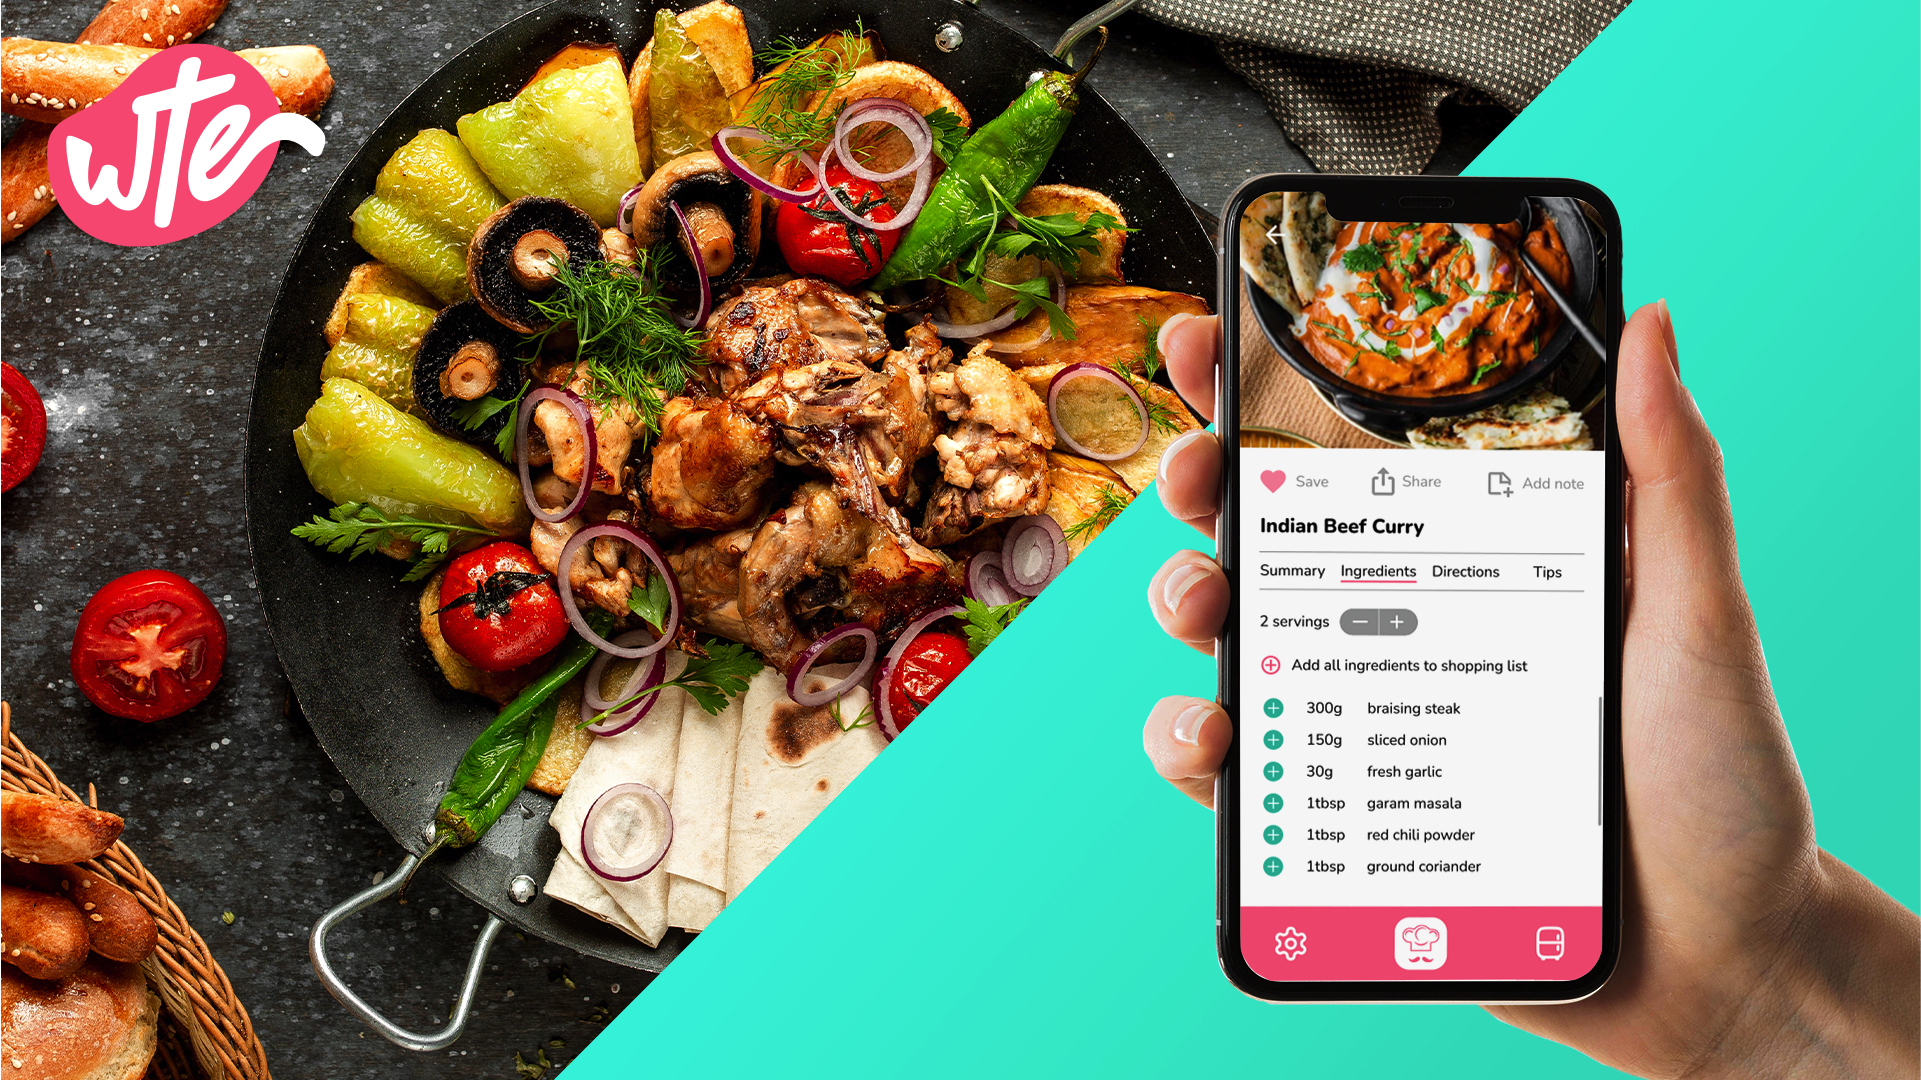 wTe
Save Share Add note
Indian Beef Curry
Summary Ingredients Directions Tips
2 servings
Add all ingredients to shopping list
300g braising steak
150g sliced onion
30g fresh garlic
1tbsp garam masala
1tbsp red chili powder
1tbsp ground coriander